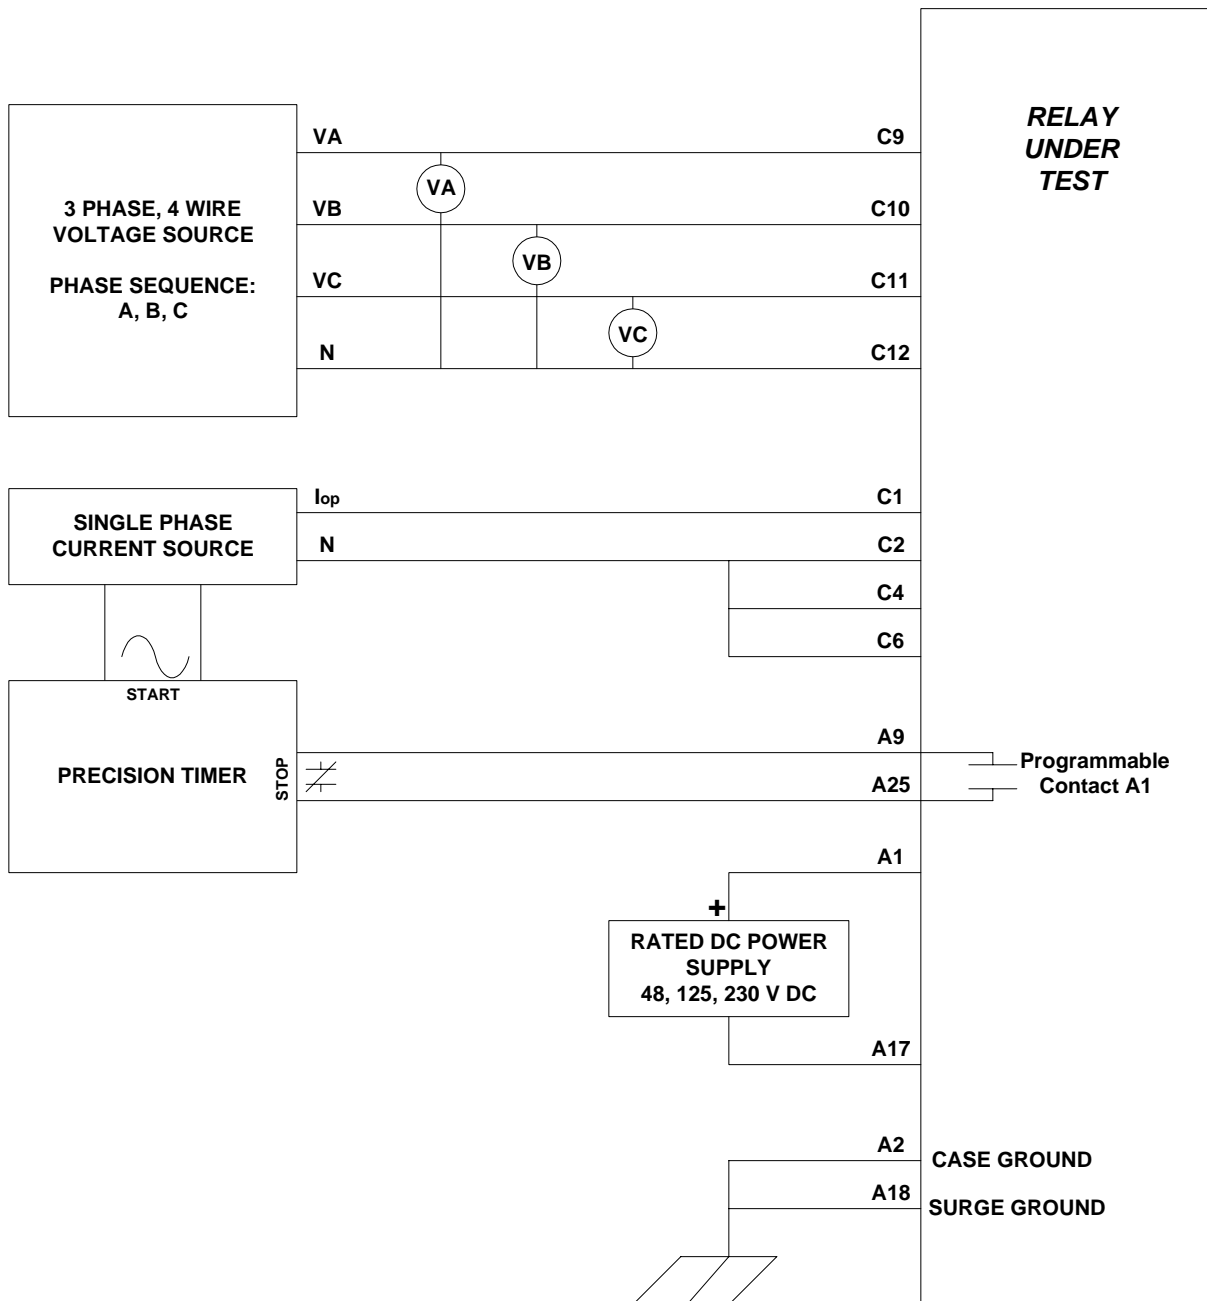 RELAY
UNDER
TEST
3 PHASE, 4 WIRE
VOLTAGE SOURCE
PHASE SEQUENCE:
A, B, C
VA
VA
C9
VB
VB
C10
VC
VC
C11
N
C12
SINGLE PHASE
CURRENT SOURCE
Iop
C1
N
C2
C4
C6
START
PRECISION TIMER
STOP
A9
A25
Programmable
Contact A1
A1
+
RATED DC POWER
SUPPLY
48, 125, 230 V DC
A17
A2
CASE GROUND
A18
SURGE GROUND